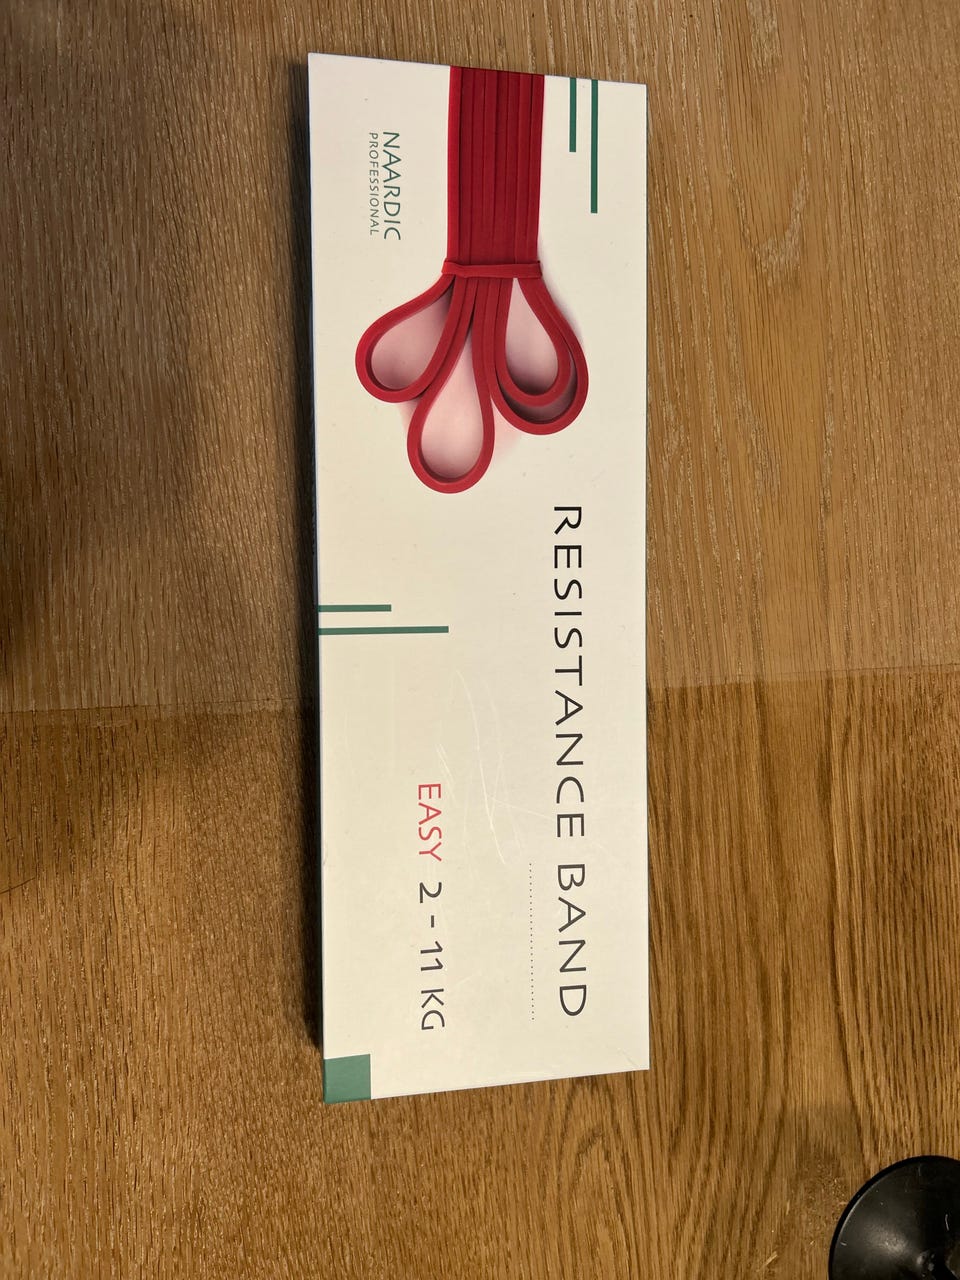 RESISTANCE BAND
EASY 2 - 11 KG
NAARDIC
PROFESSIONAL